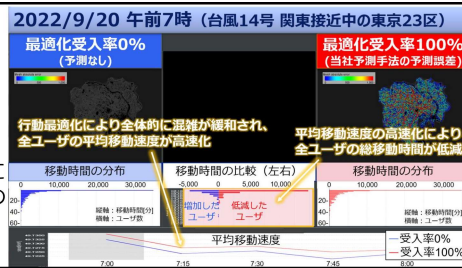 2022/9/20 午前7時（台風14号 関東接近中の東京23区）
最適化受入率0%
(予測なし)
最適化受入率100%
(当社予測手法の予測誤差)
行動最適化により全体的に混雑が緩和され、
全ユーザの平均移動速度が高速化
平均移動速度の高速化により
全ユーザの総移動時間が低減
に
の
移動時間の分布
移動時間の比較（左右）
移動時間の分布
0 10,000 20,000 30,000
-5,000 0 5,000 10,000
0 10,000 20,000 30,000
20
40
縦軸：移動時間[分]
横軸：ユーザ数
増加した
ユーザ
低減した
ユーザ
20
40
縦軸：移動時間[分]
横軸：ユーザ数
平均移動速度
受入率0%
受入率100%
7:00 7:15 7:30 7:45 8:00